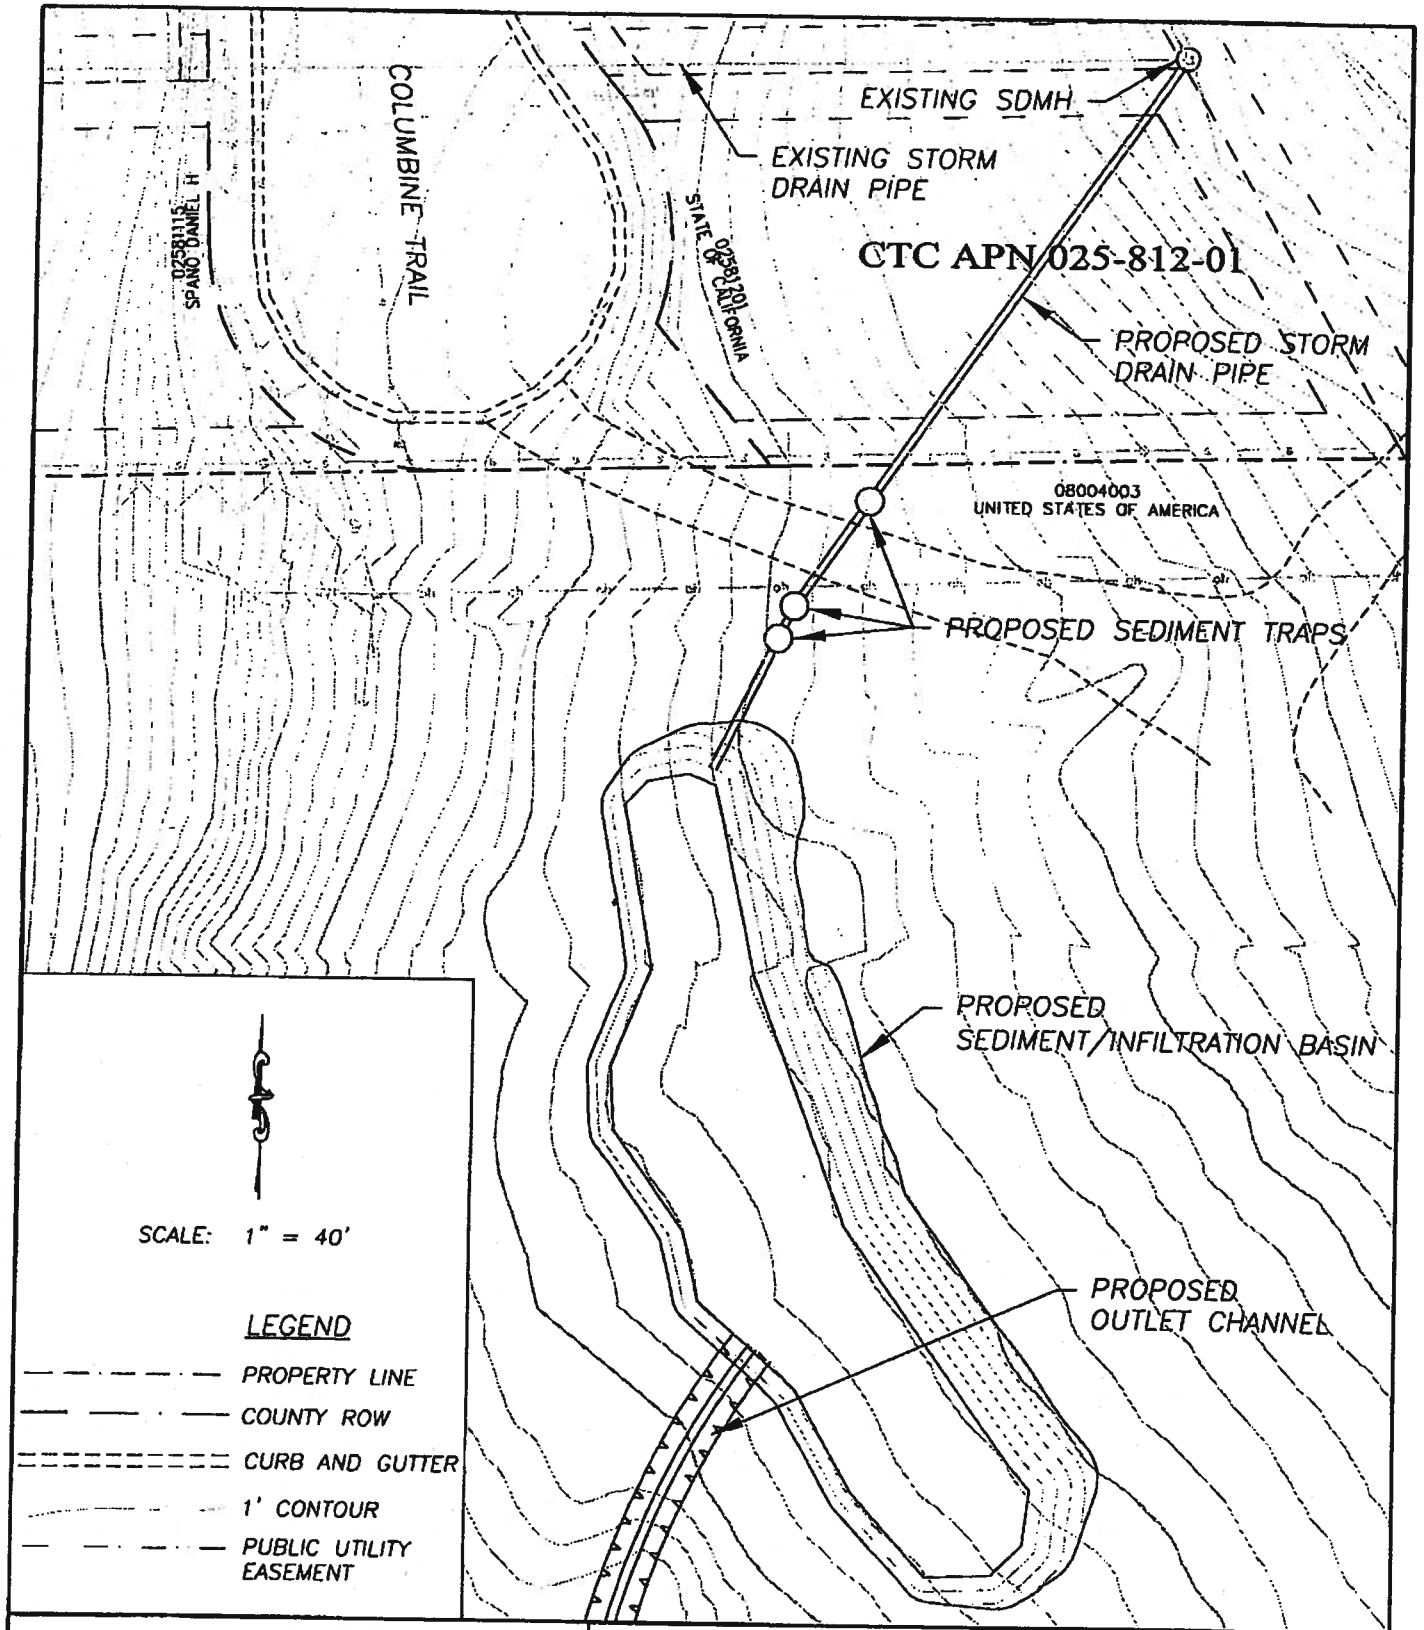 EXISTING SDMH
EXISTING STORM
DRAIN PIPE
COLUMBINE TRAIL
02581115
SPANO DANIEL H
02581201
STATE OF CALIFORNIA
CTC APN 025-812-01
PROPOSED STORM
DRAIN PIPE
08004003
UNITED STATES OF AMERICA
PROPOSED SEDIMENT TRAPS
PROPOSED
SEDIMENT/INFILTRATION BASIN
PROPOSED
OUTLET CHANNEL
SCALE: 1" = 40'
LEGEND
PROPERTY LINE
COUNTY ROW
CURB AND GUTTER
1' CONTOUR
PUBLIC UTILITY
EASEMENT